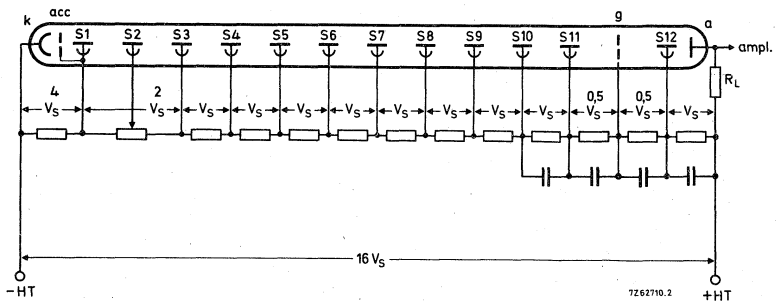 k acc g a
S1 S2 S3 S4 S5 S6 S7 S8 S9 S10 S11 S12
ampl.
RL
4 2 0,5 0,5
VS VS VS VS VS VS VS VS VS VS VS VS VS
16 VS
-HT 7Z62710.2 +HT